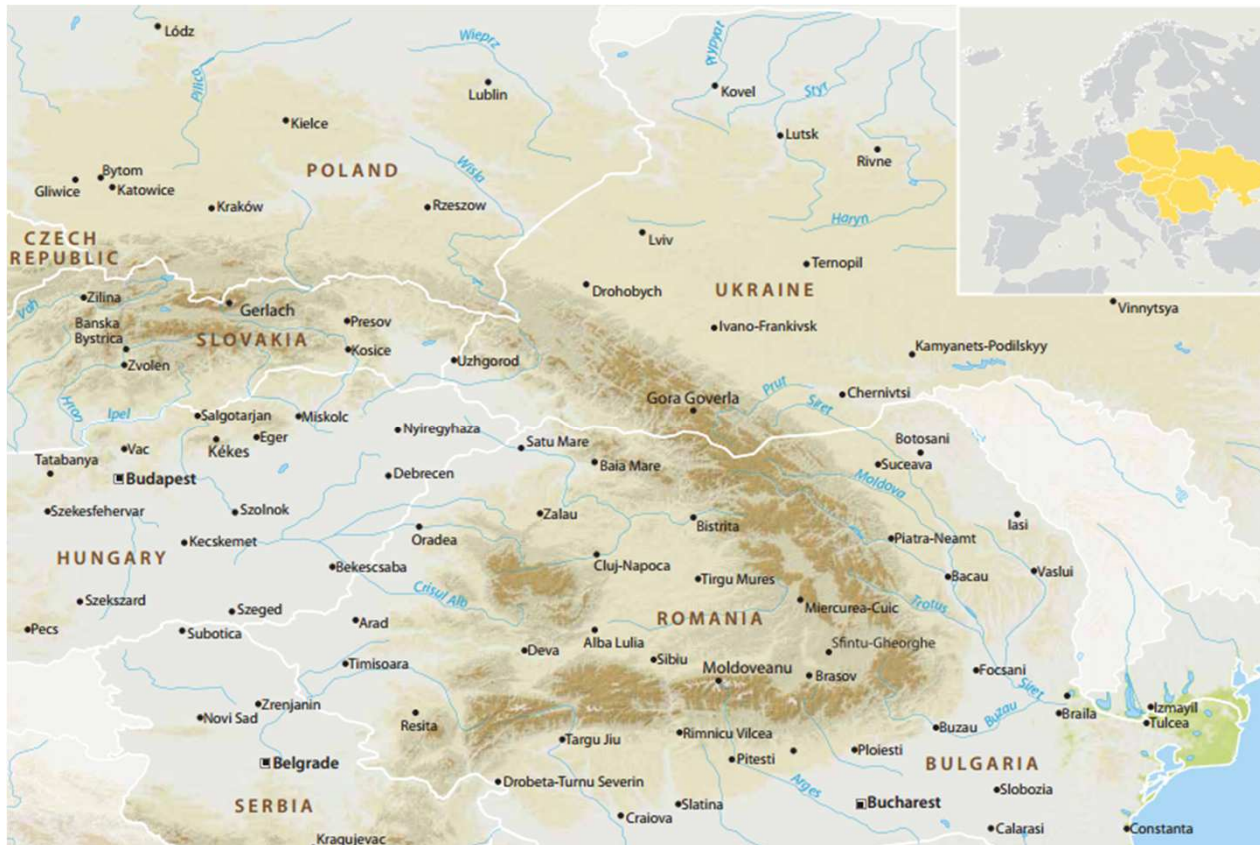 Lódz
Wieprz
Prypyat
Pilica
Lublin
Kovel
Styr
Kielce
Lutsk
Rivne
POLAND
Wisla
Bytom
Gliwice
Katowice
Kraków
Rzeszow
Haryn
CZECH
REPUBLIC
Lviv
Ternopil
Drohobych
UKRAINE
Vah
Zilina
Gerlach
Vinnytsya
Banska
Bystrica
SLOVAKIA
Presov
Ivano-Frankivsk
Kosice
Uzhgorod
Kamyanets-Podilskyy
Zvolen
Prut
Chernivtsi
Hron
Ipel
Gora Goverla
Siret
Salgotarjan
Miskolc
Nyiregyhaza
Kékes
Eger
Vac
Satu Mare
Botosani
Tatabanya
Baia Mare
Suceava
Budapest
Debrecen
Moldova
Szekesfehervar
Szolnok
Zalau
Bistrita
Iasi
Kecskemet
Oradea
Piatra-Neamt
HUNGARY
Bekescsaba
Cluj-Napoca
Tirgu Mures
Bacau
Vaslui
Crisul Alb
Szekszard
Szeged
Miercurea-Cuic
Trotus
Arad
ROMANIA
Pecs
Subotica
Alba Lulia
Sfintu-Gheorghe
Deva
Sibiu
Timisoara
Moldoveanu
Brasov
Focsani
Siret
Zrenjanin
Novi Sad
Resita
Buzau
Braila
Izmayil
Tulcea
Targu Jiu
Rimnicu Vilcea
Buzau
Ploiesti
Pitesti
Belgrade
BULGARIA
Drobeta-Turnu Severin
Arges
Slobozia
SERBIA
Slatina
Bucharest
Craiova
Calarasi
Constanta
Kragujevac